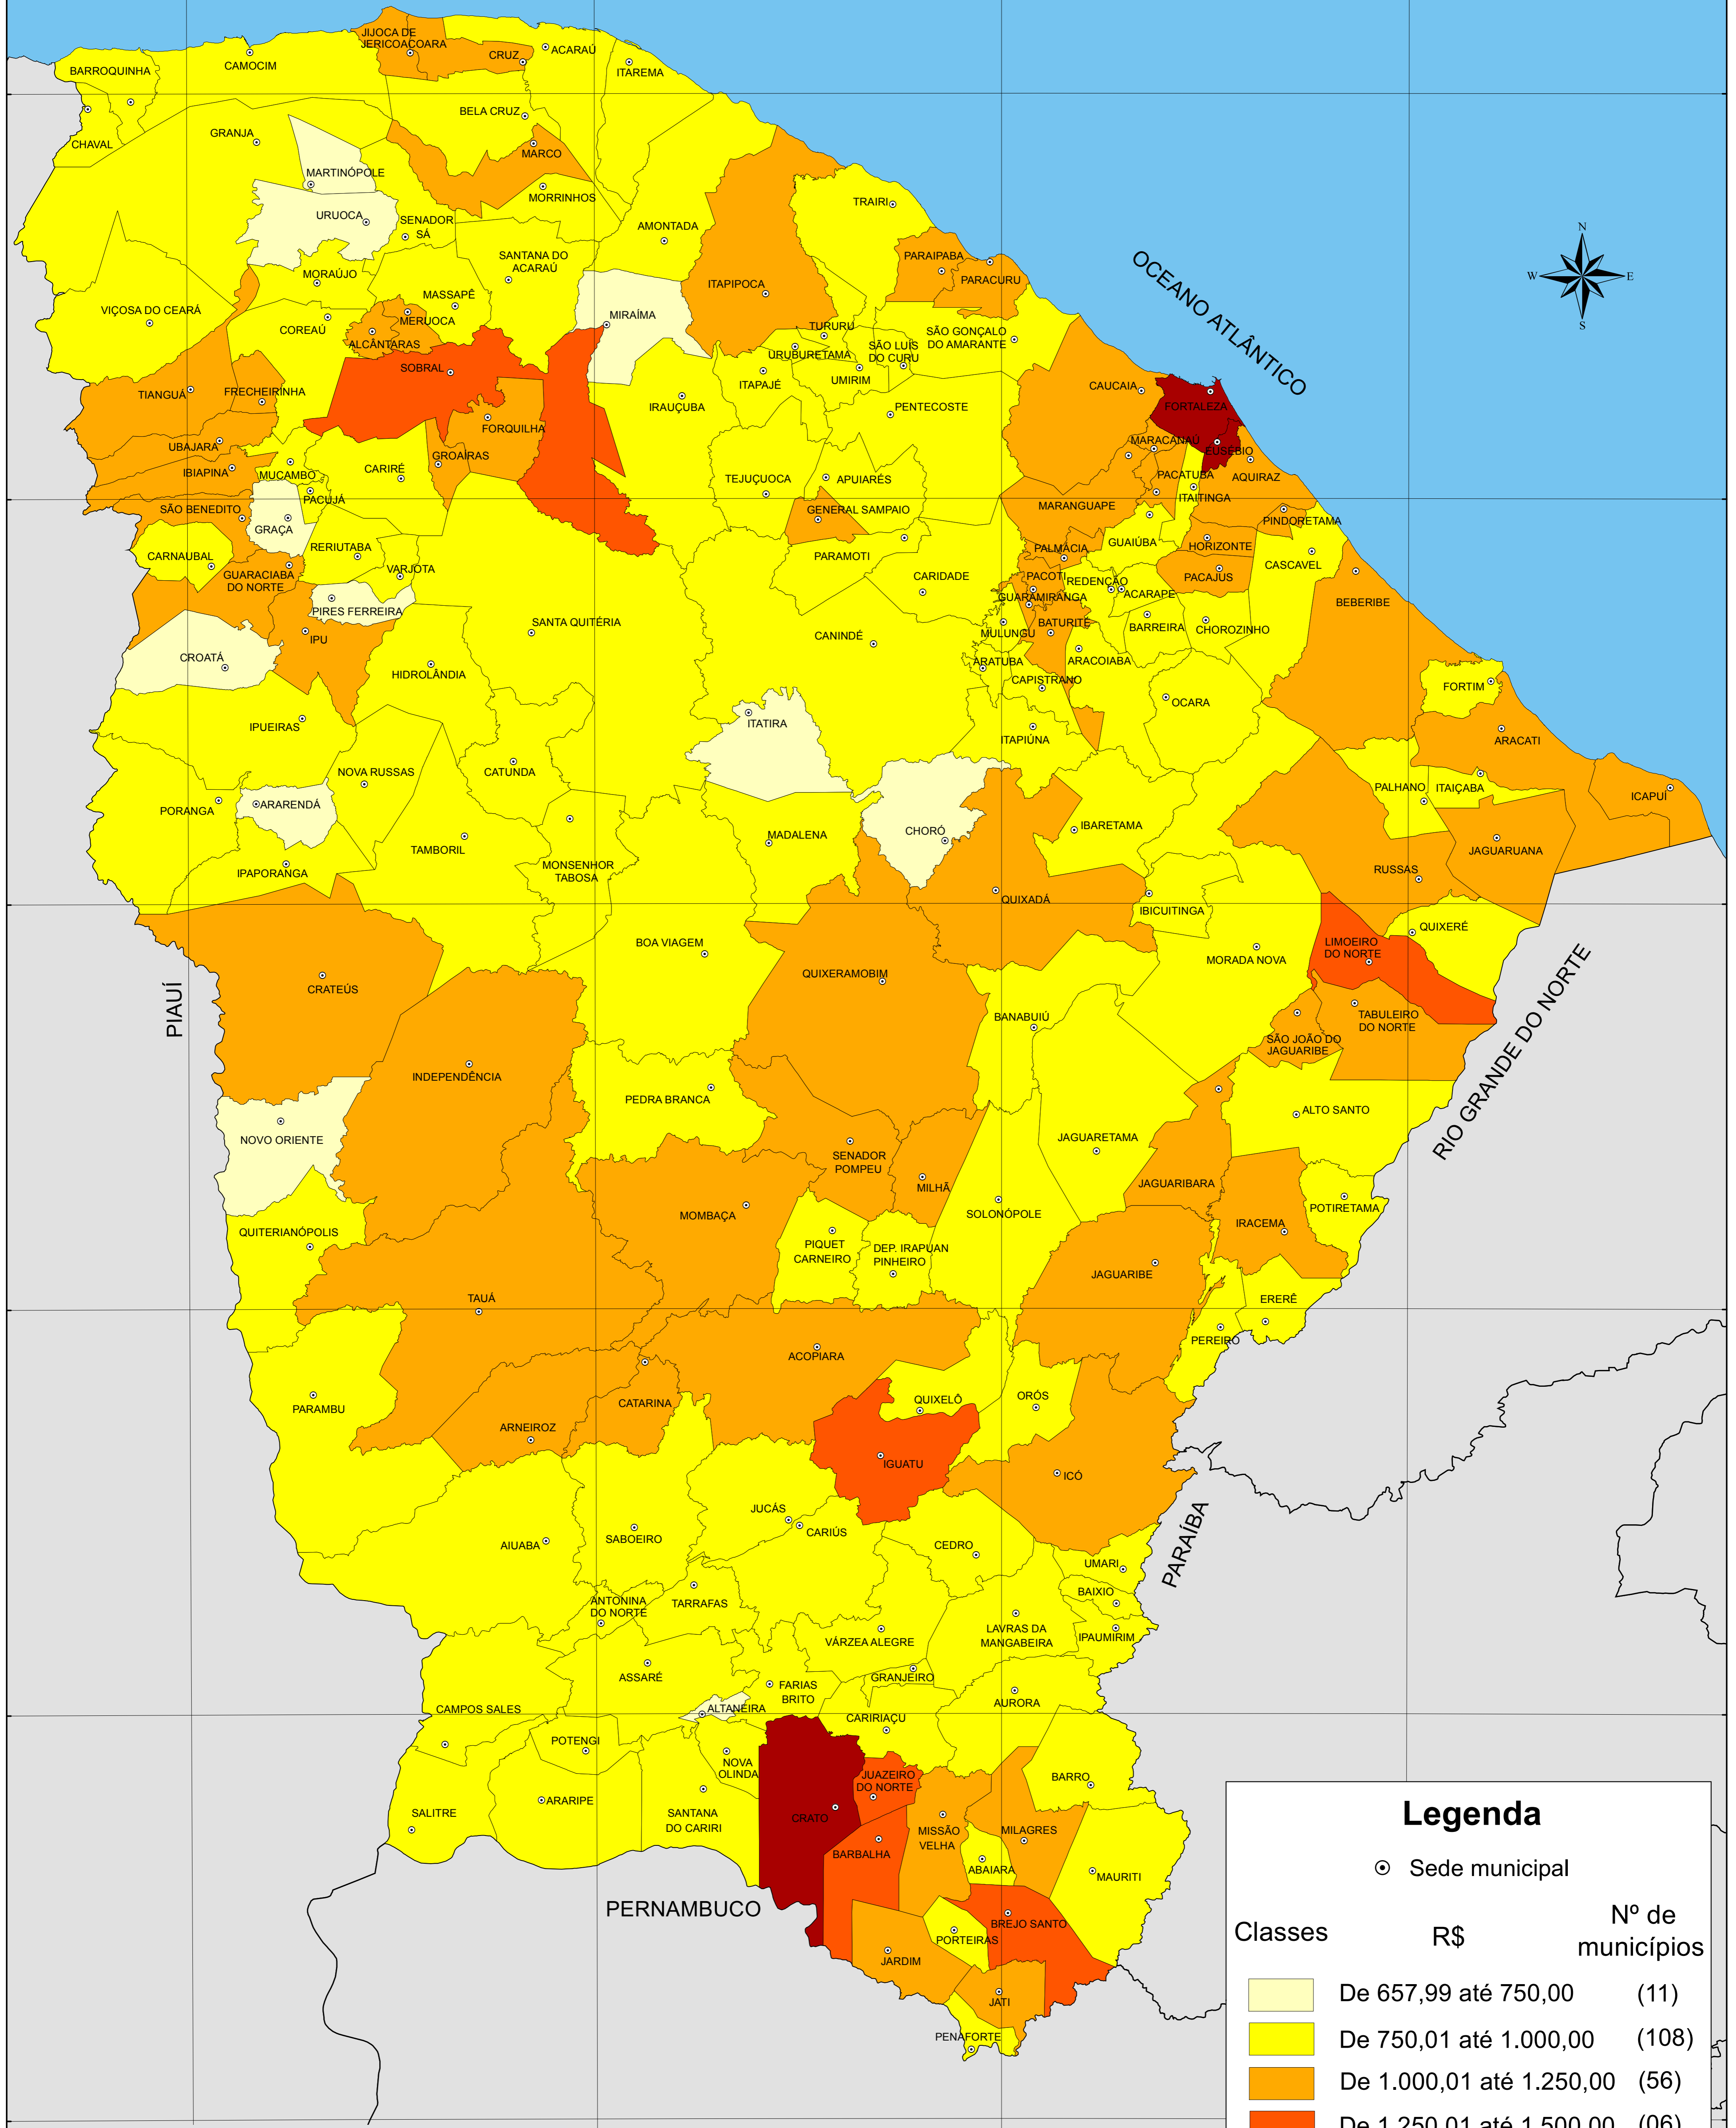 JIJOCA DE
JERICOACOARA
CRUZ
ACARAÚ
ITAREMA
BARROQUINHA
CAMOCIM
BELA CRUZ
CHAVAL
GRANJA
MARCO
MARTINÓPOLE
MORRINHOS
URUOCA
SENADOR
SÁ
AMONTADA
TRAIRI
N
W
E
S
OCEANO ATLÂNTICO
SANTANA DO
ACARAÚ
MORAÚJO
PARAIPABA
PARACURU
ITAPIPOCA
MASSAPÊ
VIÇOSA DO CEARÁ
MERUOCA
MIRAÍMA
COREAÚ
ALCÂNTARAS
TURURU
URUBURETAMA
SÃO LUÍS
DO CURU
SÃO GONÇALO
DO AMARANTE
SOBRAL
ITAPAJÉ
UMIRIM
CAUCAIA
TIANGUÁ
FRECHEIRINHA
IRAUÇUBA
PENTECOSTE
FORTALEZA
FORQUILHA
MARACANAÚ
EUSÉBIO
UBAJARA
IBIAPINA
MUCAMBO
CARIRÉ
GROAÍRAS
TEJUÇUOCA
APUIARÉS
PACATUBA
AQUIRAZ
ITAITINGA
PACUJÁ
SÃO BENEDITO
GRAÇA
GENERAL SAMPAIO
MARANGUAPE
PINDORETAMA
CARNAUBAL
RERIUTABA
VARJOTA
PARAMOTI
PALMÁCIA
GUAIÚBA
HORIZONTE
CASCAVEL
GUARACIABA
DO NORTE
CARIDADE
PACOTI
REDENÇÃO
PACAJUS
ACARAPE
GUARAMIRANGA
BEBERIBE
PIRES FERREIRA
IPU
SANTA QUITÉRIA
CANINDÉ
MULUNGU
BATURITÉ
BARREIRA
CHOROZINHO
CROATÁ
HIDROLÂNDIA
ARATUBA
ARACOIABA
CAPISTRANO
FORTIM
OCARA
IPUEIRAS
ITATIRA
ITAPIÚNA
ARACATI
NOVA RUSSAS
CATUNDA
PORANGA
ARARENDÁ
PALHANO
ITAIÇABA
ICAPUÍ
TAMBORIL
MADALENA
CHORÓ
IBARETAMA
JAGUARUANA
IPAPORANGA
MONSENHOR
TABOSA
RUSSAS
QUIXADÁ
IBICUITINGA
QUIXERÉ
BOA VIAGEM
MORADA NOVA
LIMOEIRO
DO NORTE
CRATEÚS
QUIXERAMOBIM
PIAUÍ
BANABUIÚ
TABULEIRO
DO NORTE
SÃO JOÃO DO
JAGUARIBE
RIO GRANDE DO NORTE
INDEPENDÊNCIA
PEDRA BRANCA
ALTO SANTO
NOVO ORIENTE
JAGUARETAMA
SENADOR
POMPEU
MILHÃ
JAGUARIBARA
POTIRETAMA
MOMBAÇA
SOLONÓPOLE
IRACEMA
QUITERIANÓPOLIS
PIQUET
CARNEIRO
DEP. IRAPUAN
PINHEIRO
JAGUARIBE
TAUÁ
ERERÊ
PEREIRO
ACOPIARA
PARAMBU
CATARINA
QUIXELÔ
ORÓS
ARNEIROZ
IGUATU
ICÓ
JUCÁS
CARIÚS
PARAÍBA
AIUABA
SABOEIRO
CEDRO
UMARI
BAIXIO
ANTONINA
DO NORTE
TARRAFAS
VÁRZEA ALEGRE
LAVRAS DA
MANGABEIRA
IPAUMIRIM
ASSARÉ
FARIAS
BRITO
GRANJEIRO
AURORA
CAMPOS SALES
ALTANEIRA
CARIRIAÇU
POTENGI
NOVA
OLINDA
JUAZEIRO
DO NORTE
BARRO
SALITRE
ARARIPE
SANTANA
DO CARIRI
CRATO
MISSÃO
VELHA
MILAGRES
BARBALHA
ABAIARA
MAURITI
PERNAMBUCO
PORTEIRAS
BREJO SANTO
JARDIM
JATI
PENAFORTE
Legenda
Sede municipal
Classes
R$
Nº de
municípios
De 657,99 até 750,00 (11)
De 750,01 até 1.000,00 (108)
De 1.000,01 até 1.250,00 (56)
De 1.250,01 até 1.500,00 (06)